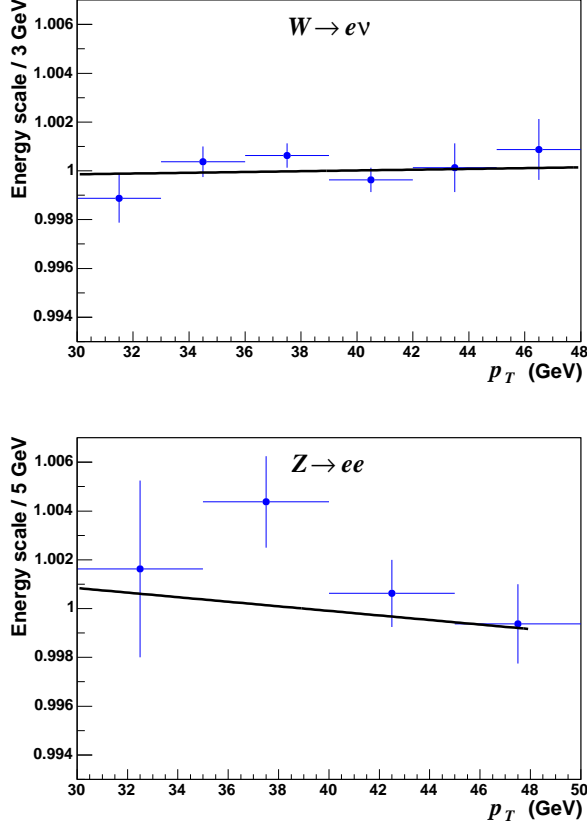 W → eν
Energy scale / 3 GeV
1.006
1.004
1.002
1
0.998
0.996
0.994
30 32 34 36 38 40 42 44 46 48
p_T (GeV)
Z → ee
Energy scale / 5 GeV
1.006
1.004
1.002
1
0.998
0.996
0.994
30 32 34 36 38 40 42 44 46 48 50
p_T (GeV)